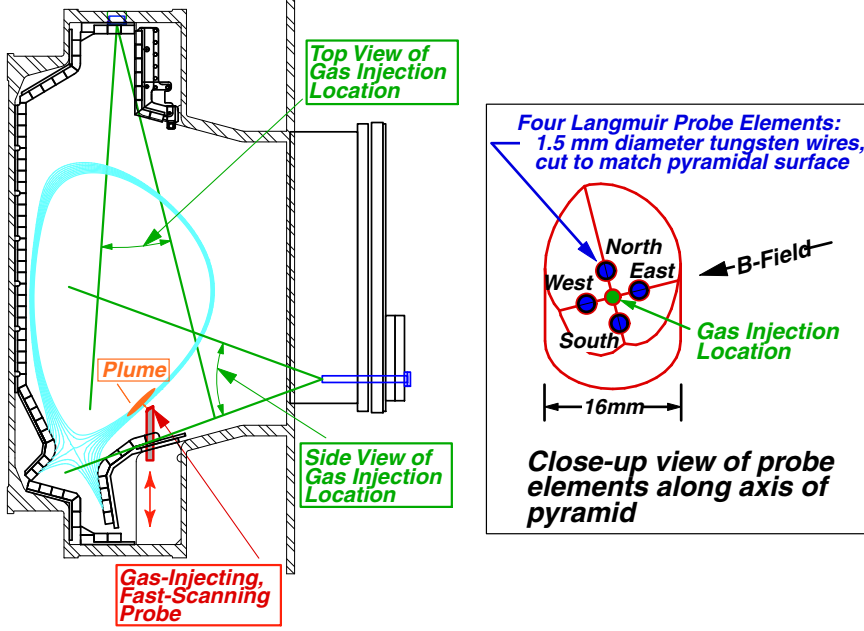 Top View of
Gas Injection
Location
Plume
Side View of
Gas Injection
Location
Gas-Injecting,
Fast-Scanning
Probe
Four Langmuir Probe Elements:
1.5 mm diameter tungsten wires,
cut to match pyramidal surface
North
West
East
South
B-Field
Gas Injection
Location
16mm
Close-up view of probe
elements along axis of
pyramid